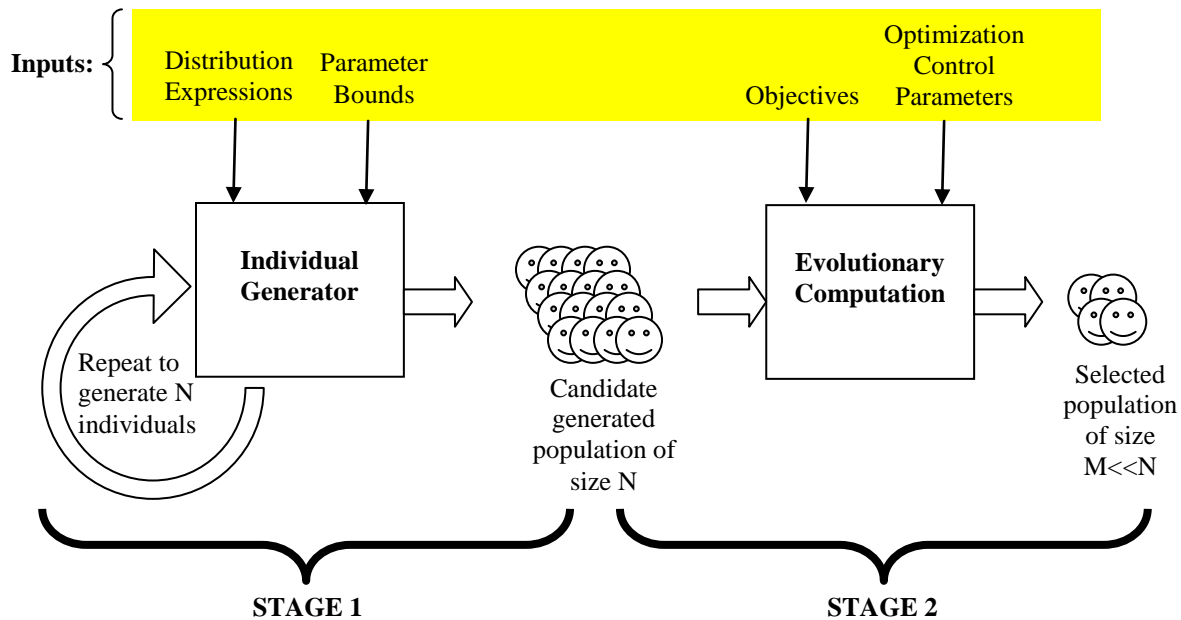 Inputs:
Distribution
Expressions
Parameter
Bounds
Objectives
Optimization
Control
Parameters
Individual
Generator
Evolutionary
Computation
Repeat to
generate N
individuals
Candidate
generated
population of
size N
Selected
population
of size
M<<N
STAGE 1
STAGE 2